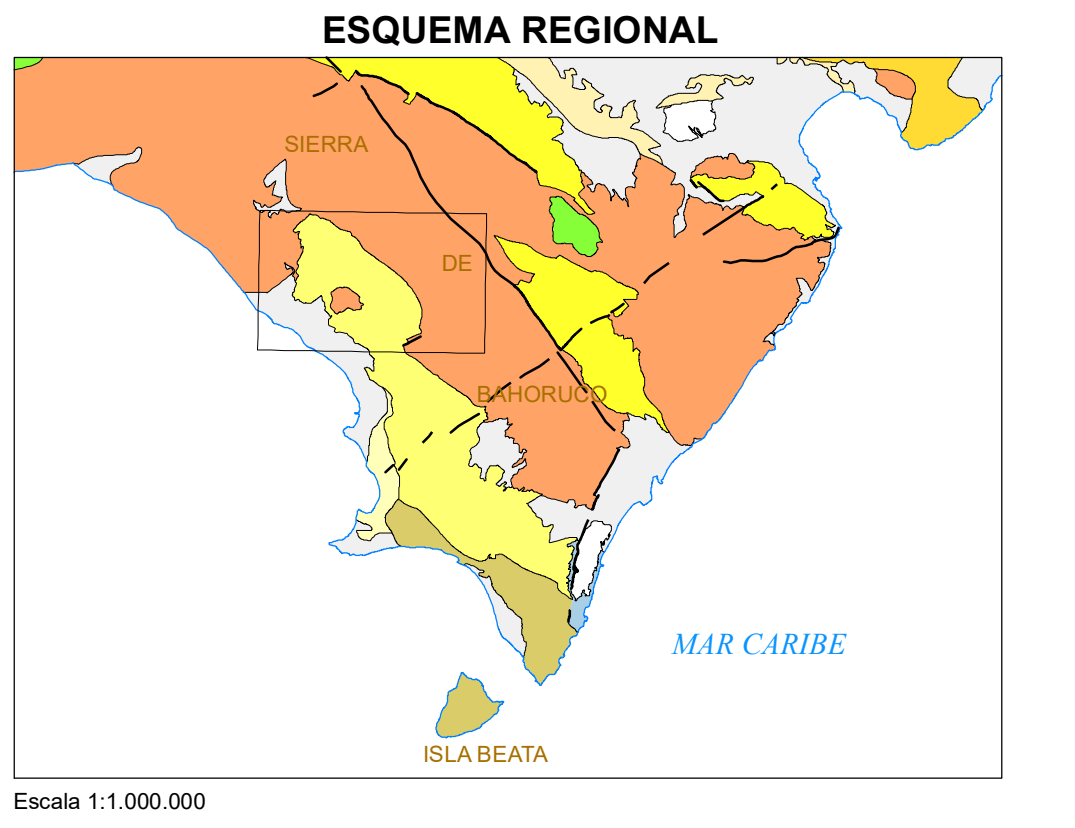 ESQUEMA REGIONAL
SIERRA
DE
BAHORUCO
MAR CARIBE
ISLA BEATA
Escala 1:1.000.000